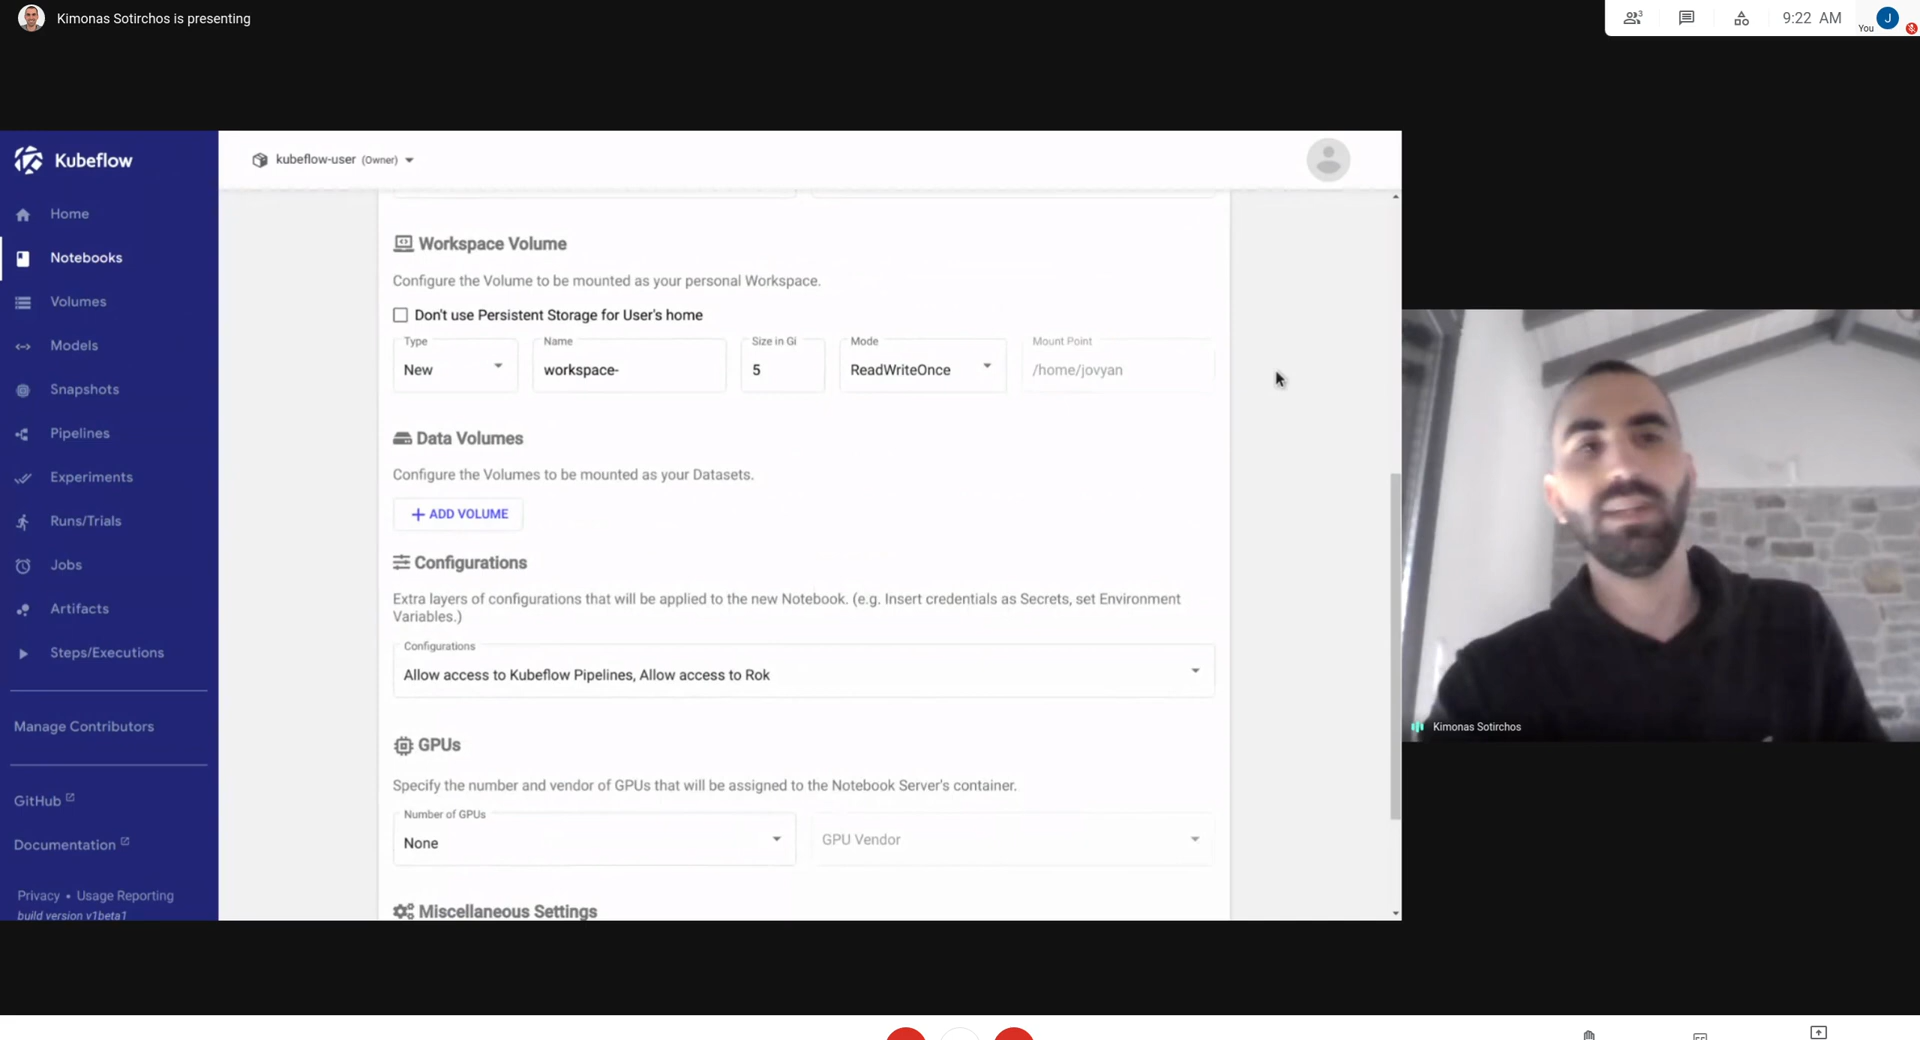 Kimonas Sotirchos is presenting
3
9:22 AM
You
J
Kubeflow
kubeflow-user (Owner)
Home
Notebooks
Volumes
Models
Snapshots
Pipelines
Experiments
Runs/Trials
Jobs
Artifacts
Steps/Executions
Manage Contributors
GitHub
Documentation
Privacy • Usage Reporting
build version v1beta1
Workspace Volume
Configure the Volume to be mounted as your personal Workspace.
Don't use Persistent Storage for User's home
Type Name Size in Gi Mode Mount Point
New workspace- 5 ReadWriteOnce /home/jovyan
Data Volumes
Configure the Volumes to be mounted as your Datasets.
+ ADD VOLUME
Configurations
Extra layers of configurations that will be applied to the new Notebook. (e.g. Insert credentials as Secrets, set Environment
Variables.)
Configurations
Allow access to Kubeflow Pipelines, Allow access to Rok
GPUs
Specify the number and vendor of GPUs that will be assigned to the Notebook Server's container.
Number of GPUs
None GPU Vendor
Miscellaneous Settings
Kimonas Sotirchos